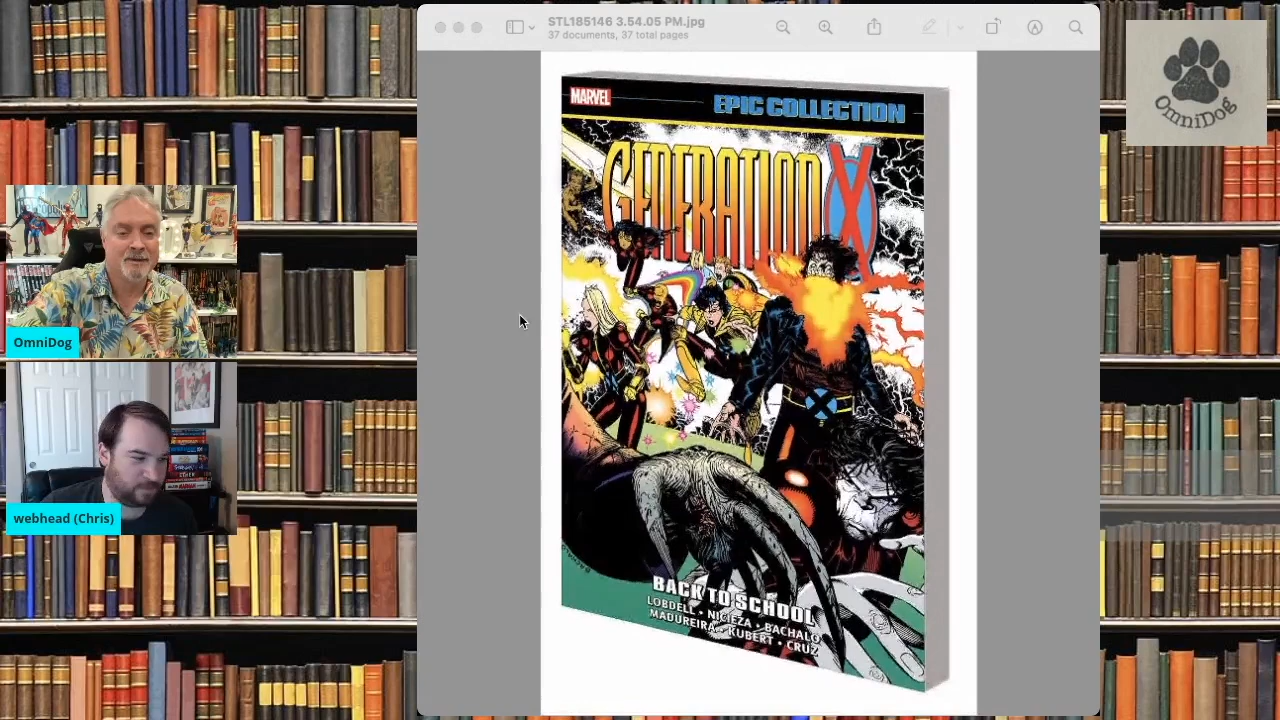 STL185146 3.54.05 PM.jpg
37 documents, 37 total pages
OmniDog
MARVEL
EPIC COLLECTION
GENERATION X
BACK TO SCHOOL
LOBDELL • NICIEZA • BACHALO
MADUREIRA • KUBERT • CRUZ
OmniDog
webhead (Chris)